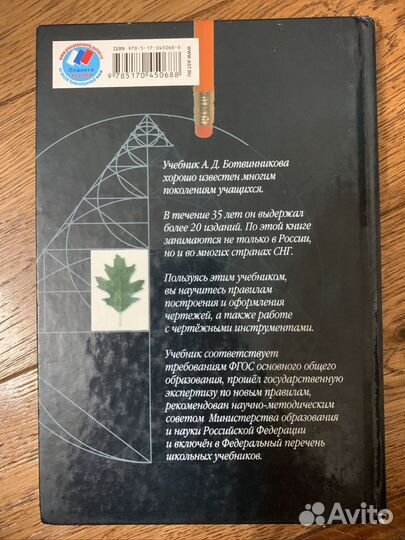 ISBN 978-5-17-045068-8
9785170450688
WWW.AST.RU
Планета
Учебник А. Д. Ботвинникова
хорошо известен многим
поколениям учащихся.
В течение 35 лет он выдержал
более 20 изданий. По этой книге
занимаются не только в России,
но и во многих странах СНГ.
Пользуясь этим учебником,
вы научитесь правилам
построения и оформления
чертежей, а также работе
с чертёжными инструментами.
Учебник соответствует
требованиям ФГОС основного общего
образования, прошёл государственную
экспертизу по новым правилам,
рекомендован научно-методическим
советом Министерства образования
и науки Российской Федерации
и включён в Федеральный перечень
школьных учебников.
Avito